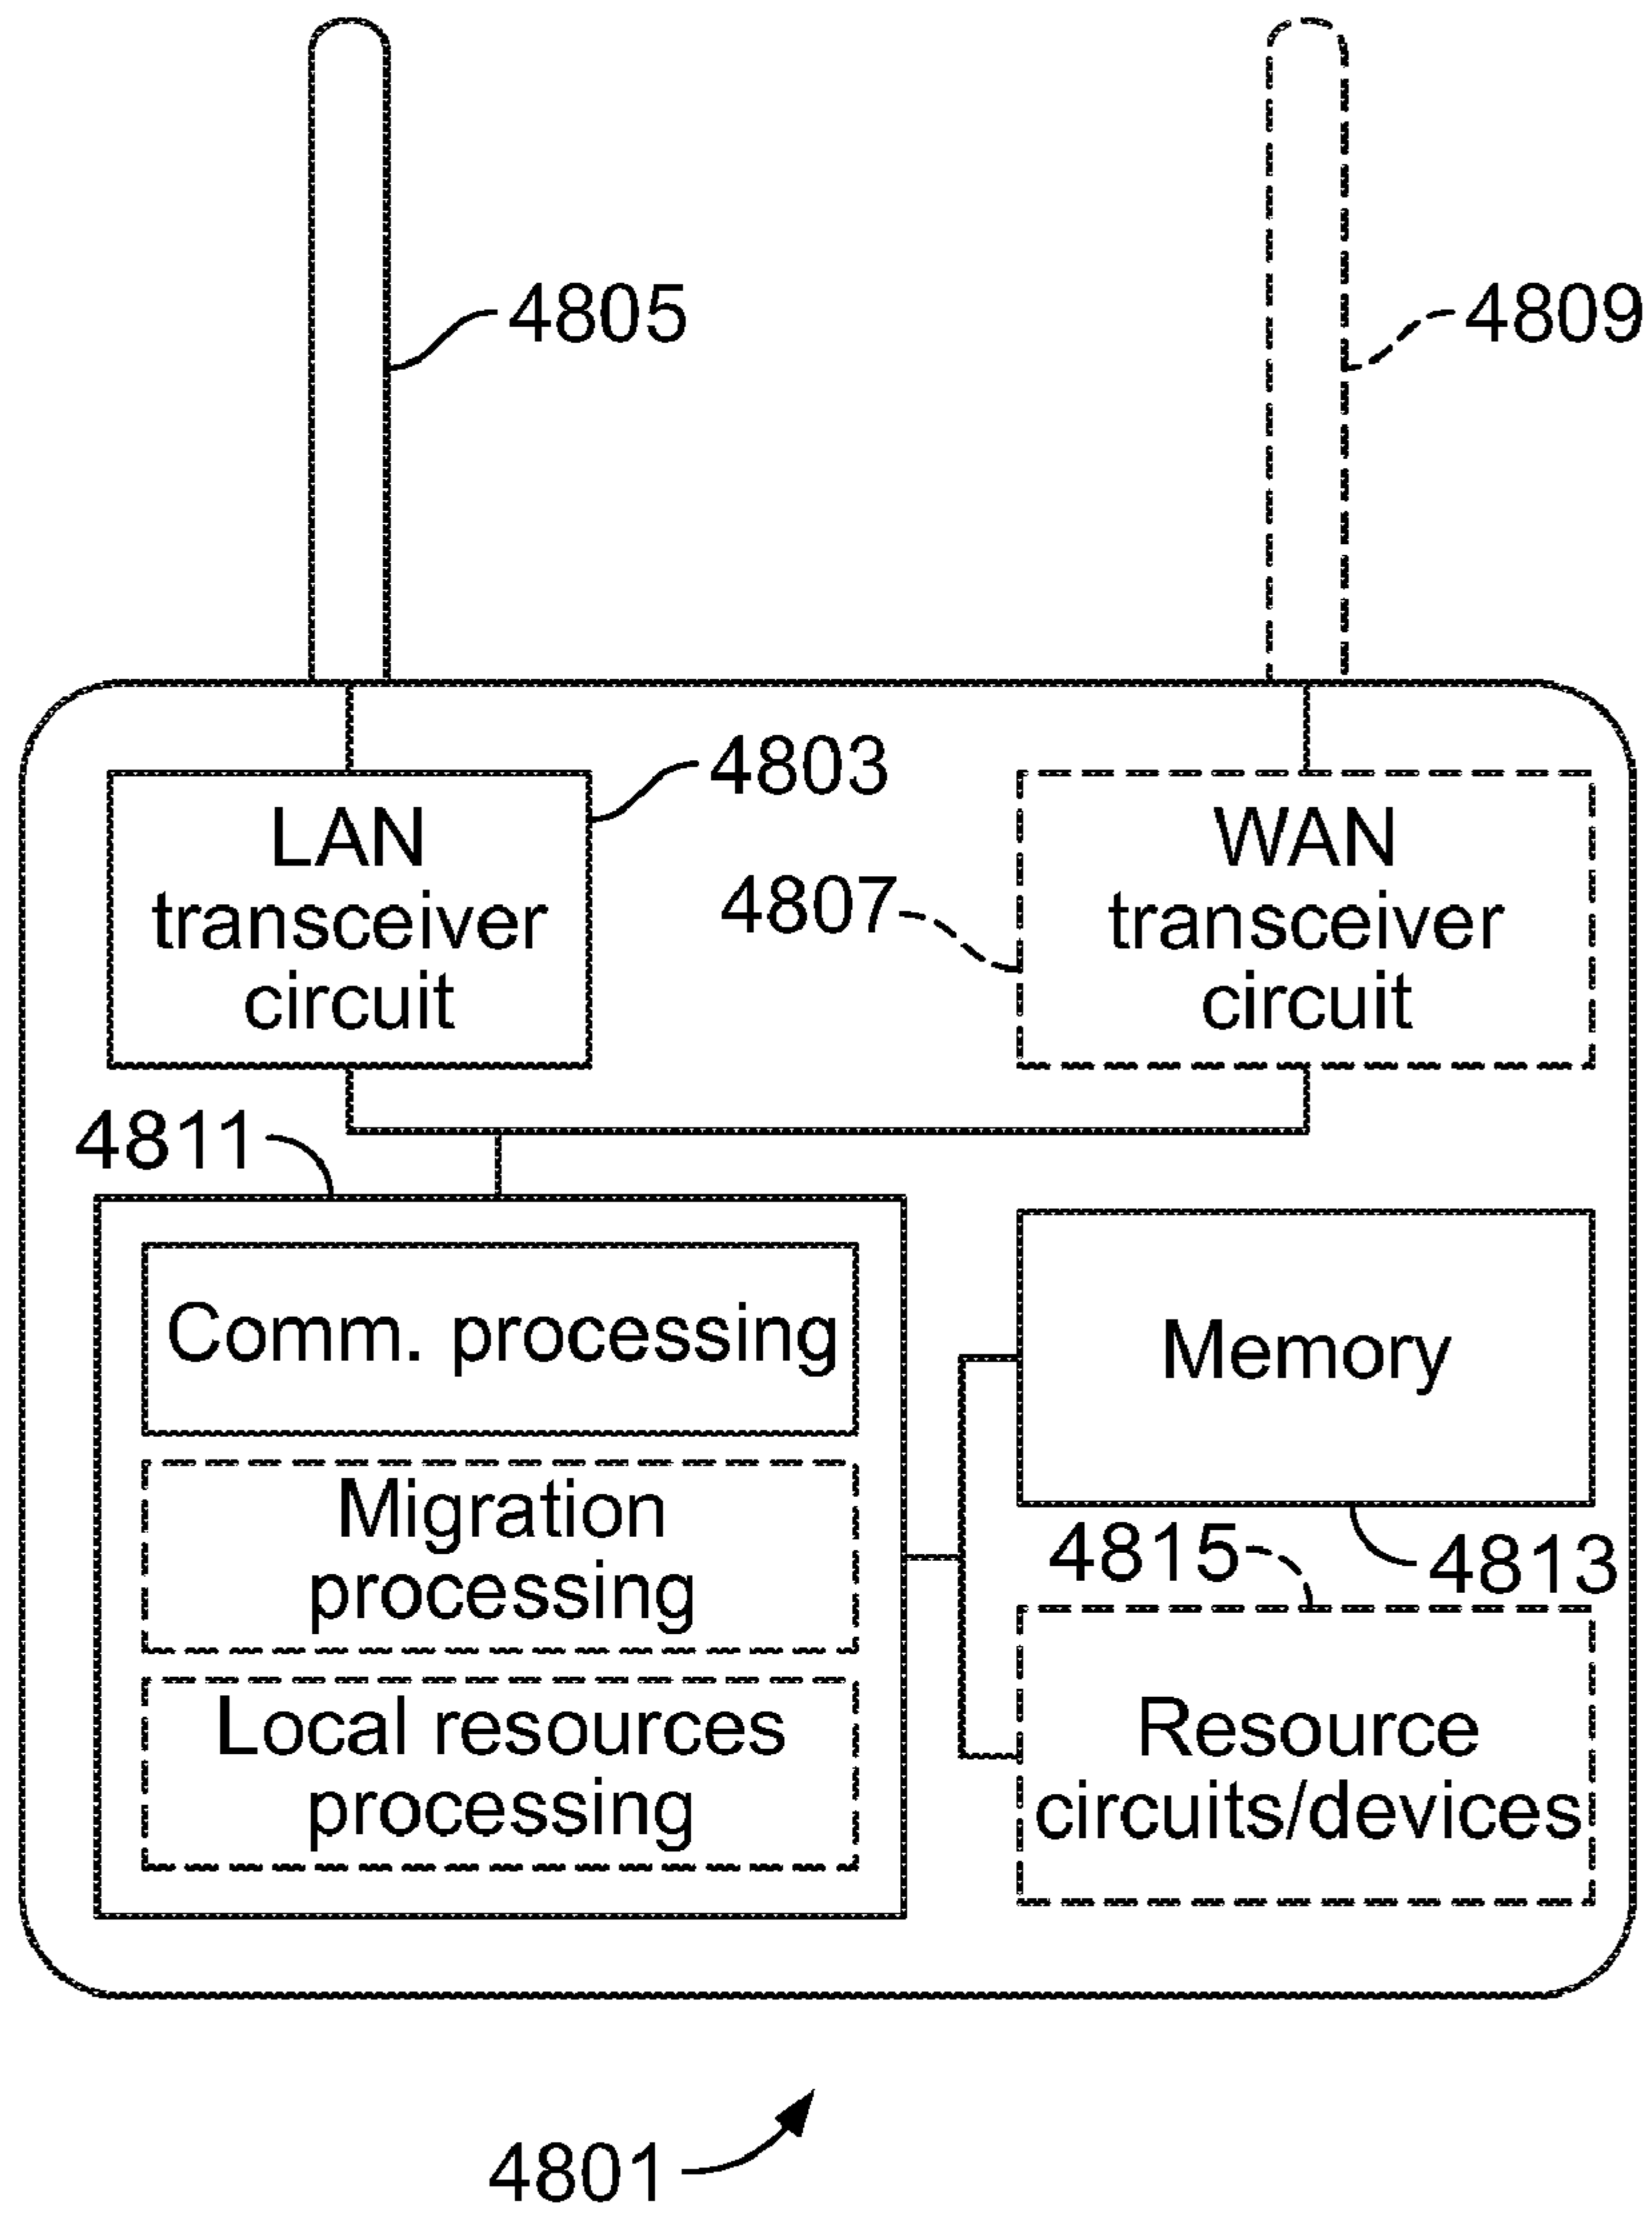 4805
4809
4803
LAN
transceiver
circuit
4807
WAN
transceiver
circuit
4811
Comm. processing
Migration
processing
Local resources
processing
Memory
4813
4815
Resource
circuits/devices
4801